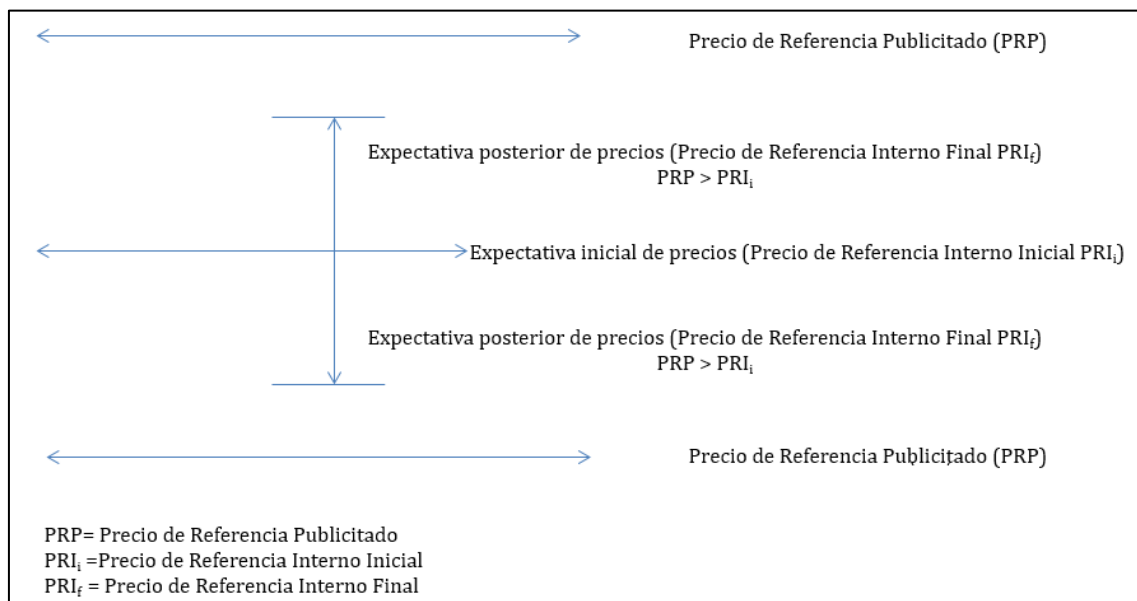 Precio de Referencia Publicitado (PRP)
Expectativa posterior de precios (Precio de Referencia Interno Final PRIf)
PRP > PRIi
Expectativa inicial de precios (Precio de Referencia Interno Inicial PRIi)
Expectativa posterior de precios (Precio de Referencia Interno Final PRIf)
PRP > PRIi
Precio de Referencia Publicitado (PRP)
PRP= Precio de Referencia Publicitado
PRIi =Precio de Referencia Interno Inicial
PRIf = Precio de Referencia Interno Final